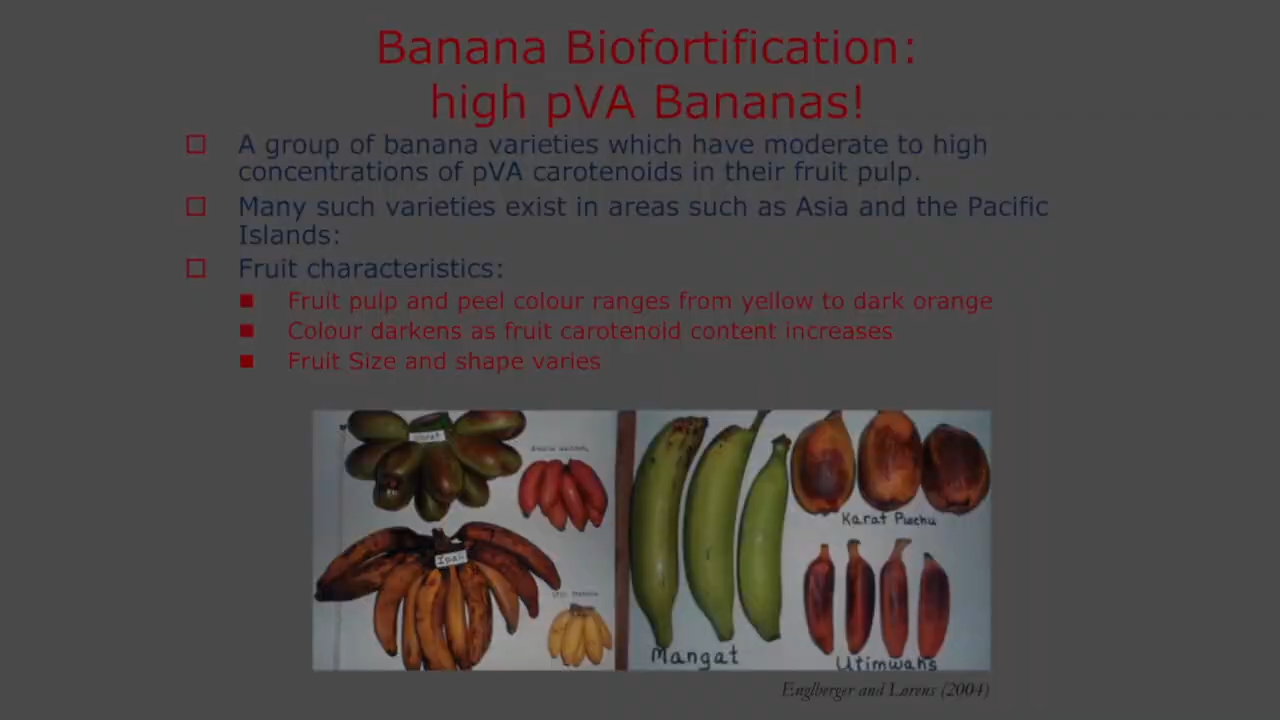 Banana Biofortification:
high pVA Bananas!
A group of banana varieties which have moderate to high
concentrations of pVA carotenoids in their fruit pulp.
Many such varieties exist in areas such as Asia and the Pacific
Islands:
Fruit characteristics:
Fruit pulp and peel colour ranges from yellow to dark orange
Colour darkens as fruit carotenoid content increases
Fruit Size and shape varies
Karat
Ipali
Karat Puechu
Mangat
Utimwahs
Englberger and Lorens (2004)